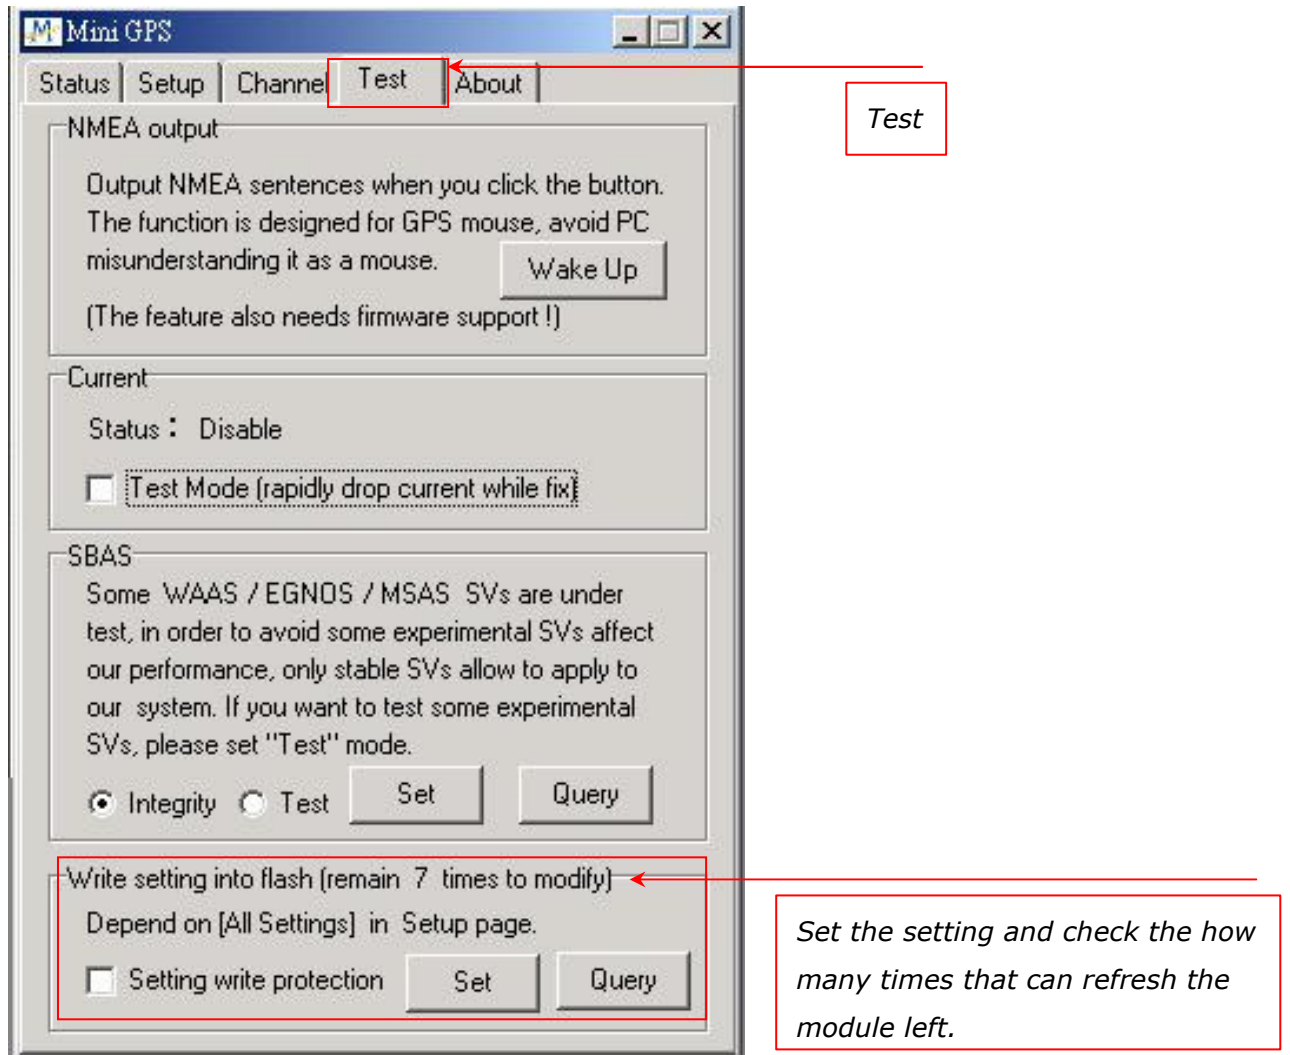 Mini GPS
Status Setup Channel Test About
Test
NMEA output
Output NMEA sentences when you click the button.
The function is designed for GPS mouse, avoid PC
misunderstanding it as a mouse.
Wake Up
(The feature also needs firmware support !)
Current
Status : Disable
Test Mode (rapidly drop current while fix)
SBAS
Some WAAS / EGNOS / MSAS SVs are under
test, in order to avoid some experimental SVs affect
our performance, only stable SVs allow to apply to
our system. If you want to test some experimental
SVs, please set "Test" mode.
Integrity Test Set Query
Write setting into flash (remain 7 times to modify)
Depend on [All Settings] in Setup page.
Setting write protection Set Query
Set the setting and check the how
many times that can refresh the
module left.